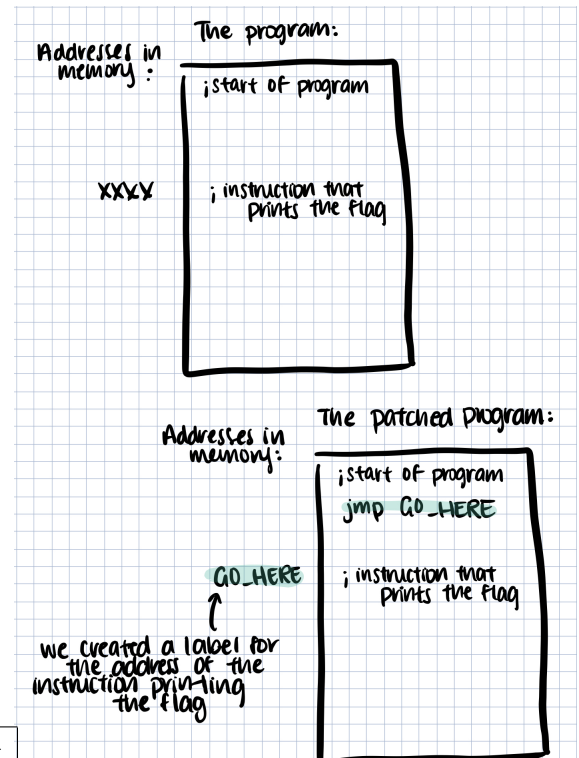 The program:
Addresses in
memory :
;start of program
XXXX
; instruction that
prints the flag
The patched program:
Addresses in
memory:
;start of program
jmp GO_HERE
GO_HERE
; instruction that
prints the flag
we created a label for
the address of the
instruction printing
the flag